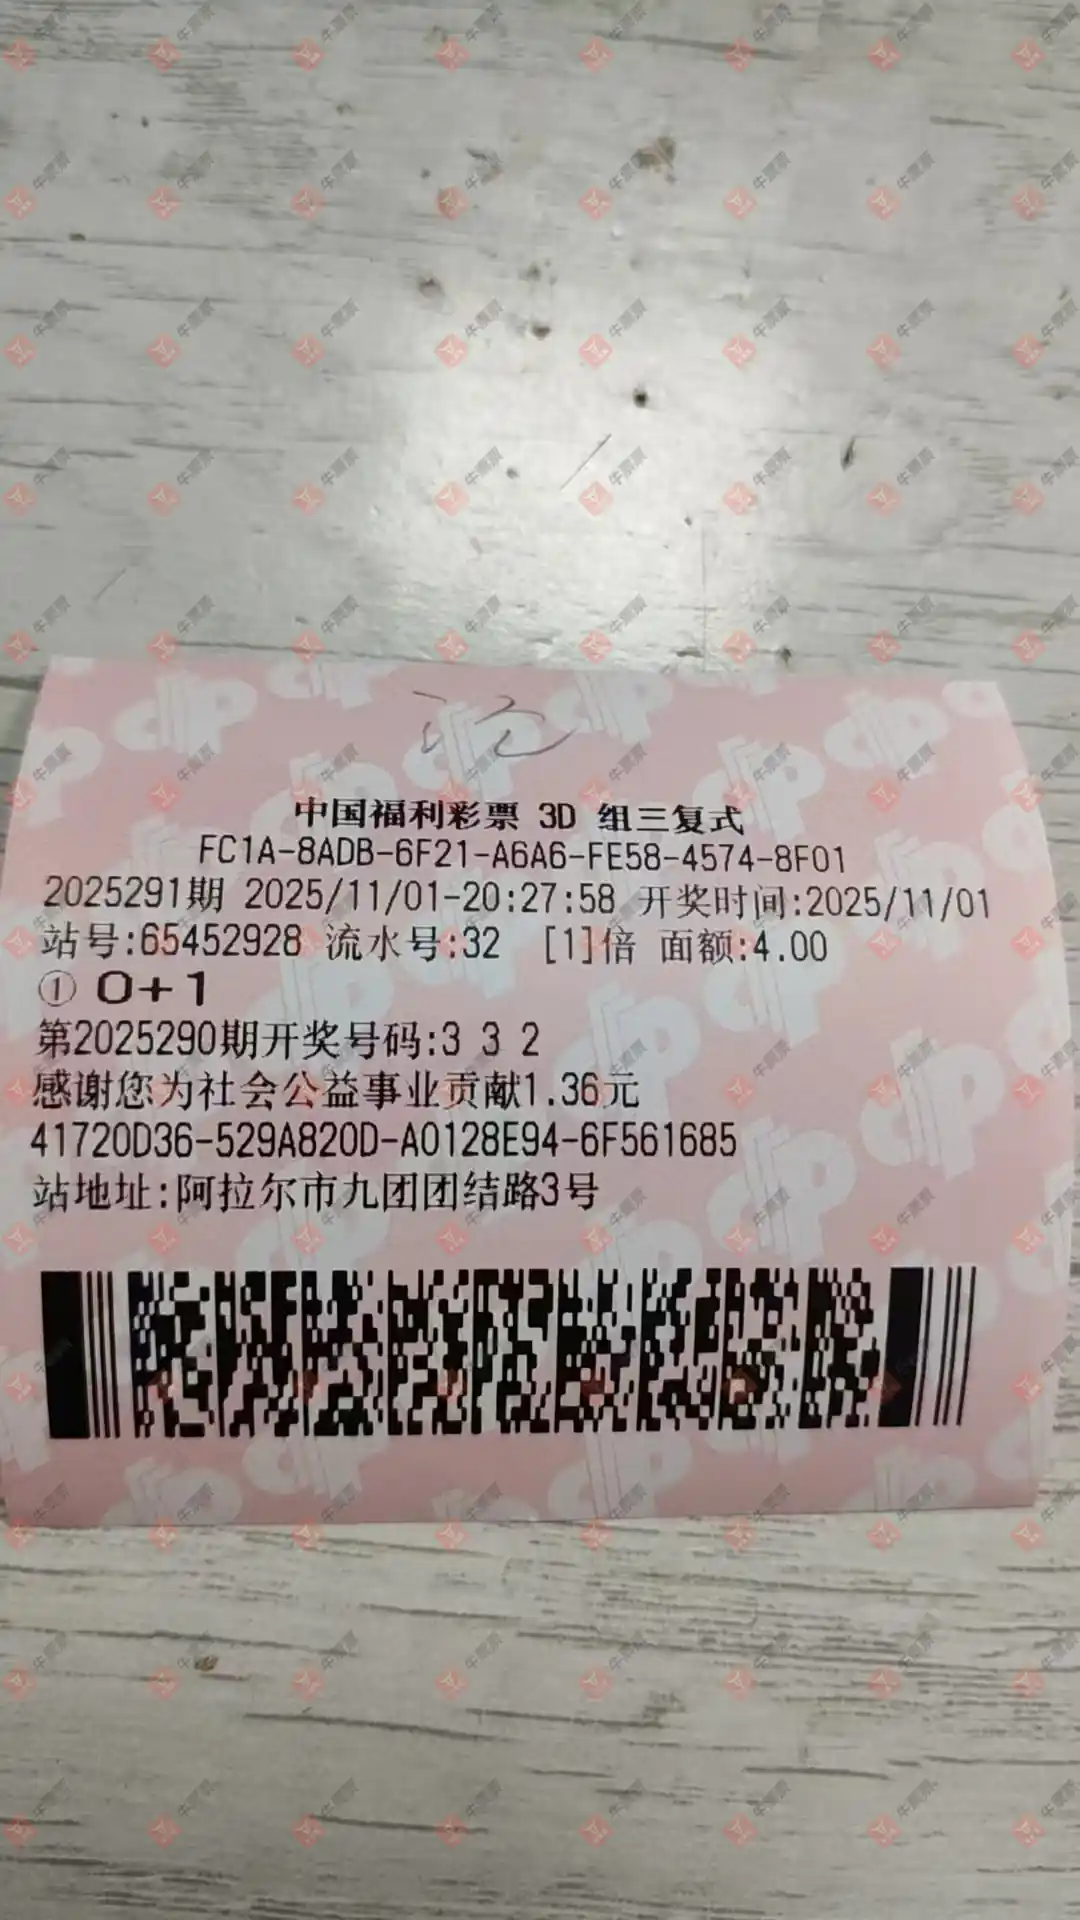 中国福利彩票 3D 组三复式
FC1A-8ADB-6F21-A6A6-FE58-4574-8F01
2025291期 2025/11/01-20:27:58 开奖时间:2025/11/01
站号:65452928 流水号:32 [1]倍 面额:4.00
① 0+1
第2025290期开奖号码:3 3 2
感谢您为社会公益事业贡献1.36元
41720D36-529A820D-A0128E94-6F561685
站地址:阿拉尔市九团团结路3号